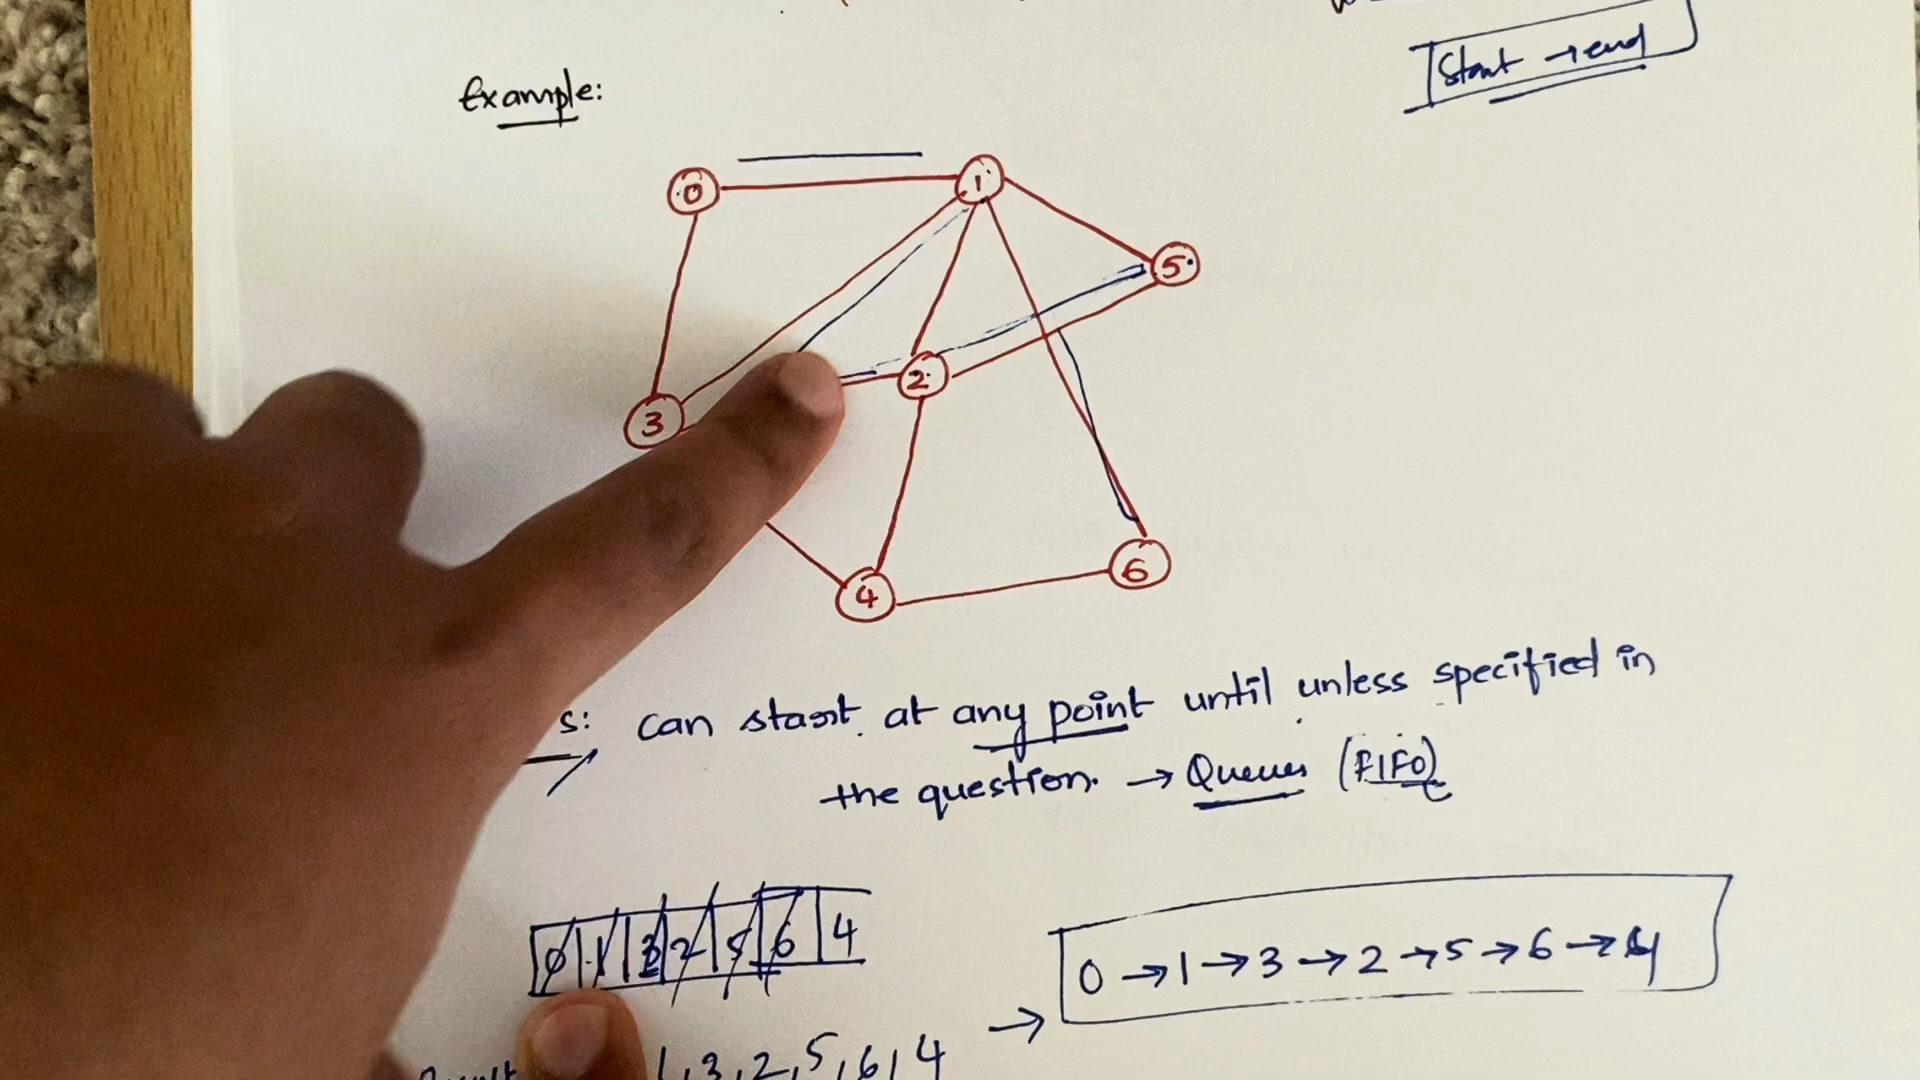 Start → end
Example:
0
1
5
2
3
6
4
s: can start at any point until unless specified in
the question. → Queues (FIFO)
0 1 3 2 5 6 4
0 → 1 → 3 → 2 → 5 → 6 → 4
→
1, 3, 2, 5, 6, 4